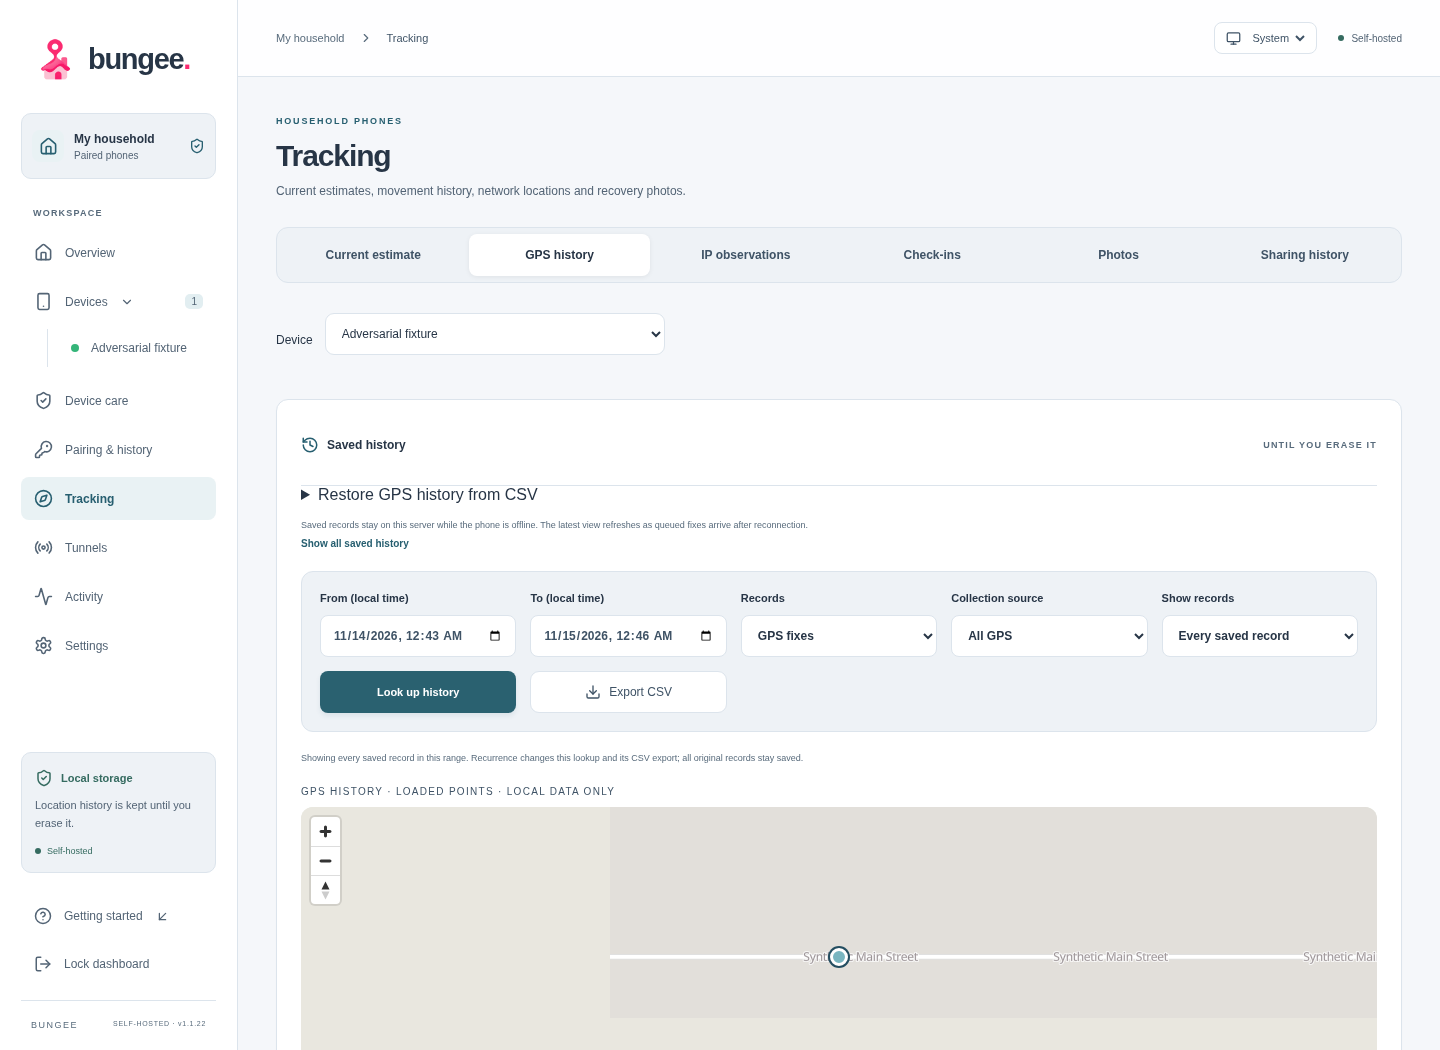 bungee.
My household
Paired phones
WORKSPACE
Overview
Devices
1
Adversarial fixture
Device care
Pairing & history
Tracking
Tunnels
Activity
Settings
Local storage
Location history is kept until you
erase it.
Self-hosted
Getting started
Lock dashboard
BUNGEE
SELF-HOSTED · v1.1.22
My household
Tracking
System
Self-hosted
HOUSEHOLD PHONES
Tracking
Current estimates, movement history, network locations and recovery photos.
Current estimate
GPS history
IP observations
Check-ins
Photos
Sharing history
Device
Adversarial fixture
Saved history
UNTIL YOU ERASE IT
Restore GPS history from CSV
Saved records stay on this server while the phone is offline. The latest view refreshes as queued fixes arrive after reconnection.
Show all saved history
From (local time)
To (local time)
Records
Collection source
Show records
11/14/2026, 12:43 AM
11/15/2026, 12:46 AM
GPS fixes
All GPS
Every saved record
Look up history
Export CSV
Showing every saved record in this range. Recurrence changes this lookup and its CSV export; all original records stay saved.
GPS HISTORY · LOADED POINTS · LOCAL DATA ONLY
Synt c Main Street
Synthetic Main Street
Synthetic Mai